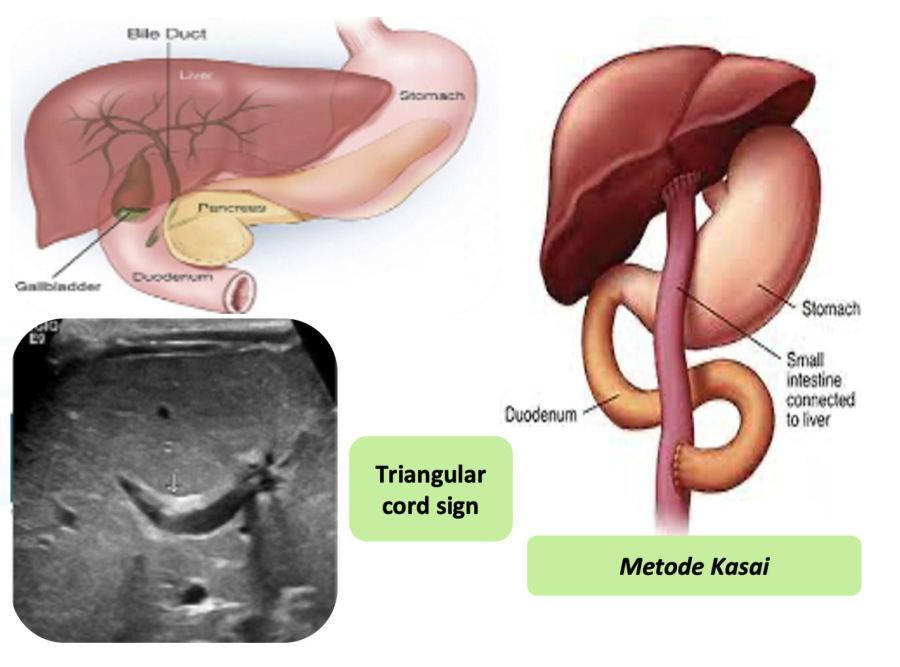 Bile Duct
Liver
Stomach
Pancreas
Gallbladder
Duodenum
Triangular
cord sign
Stomach
Small
intestine
connected
to liver
Duodenum
Metode Kasai